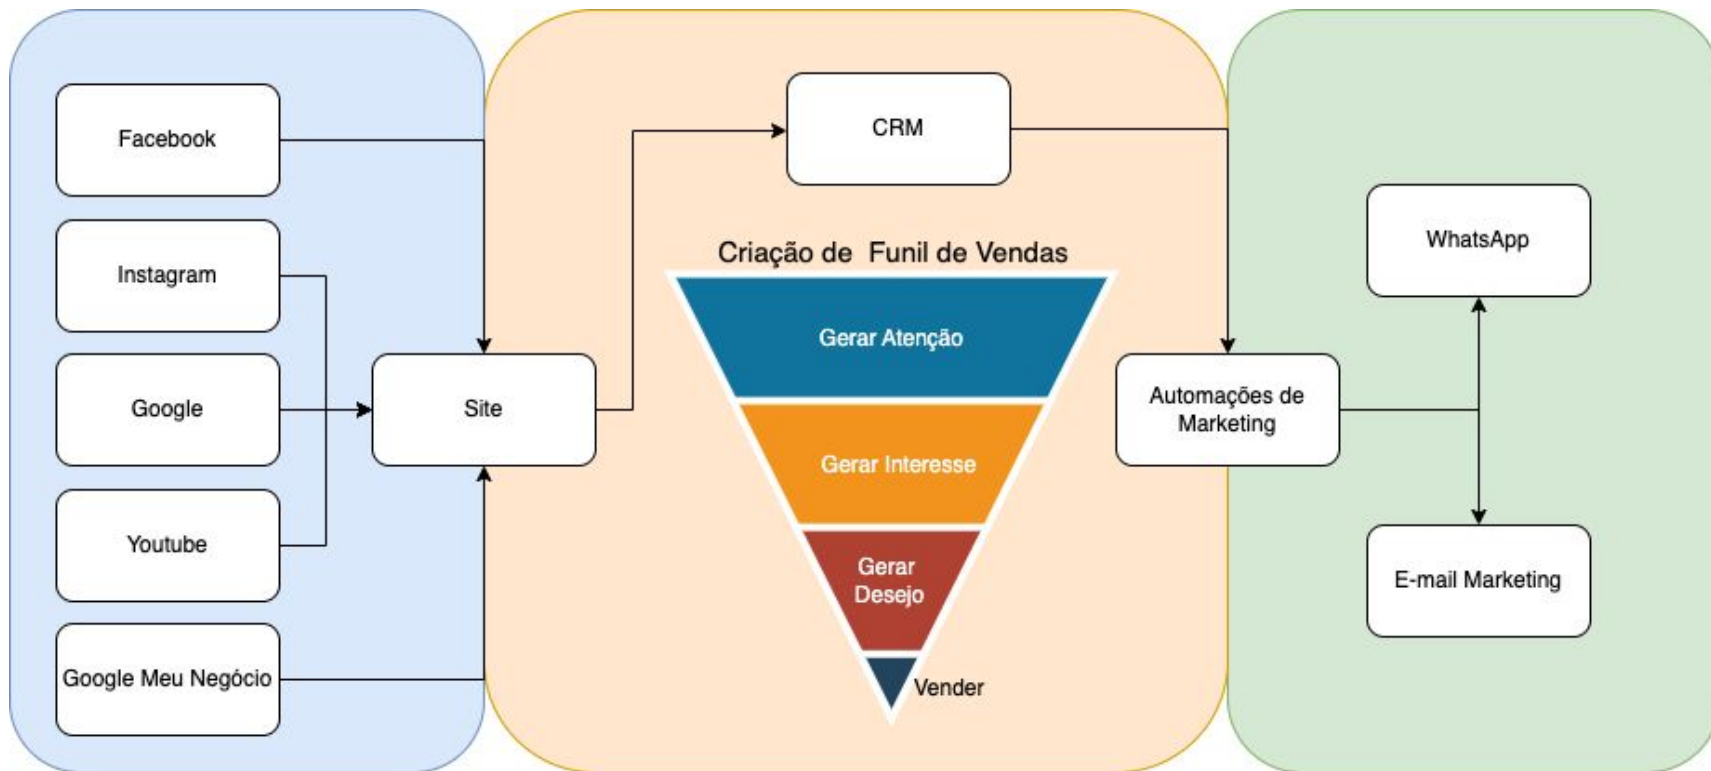 Facebook
Instagram
Google
Youtube
Google Meu Negócio
Site
CRM
Criação de  Funil de Vendas
Gerar Atenção
Gerar Interesse
Gerar
Desejo
Vender
Automações de
Marketing
WhatsApp
E-mail Marketing